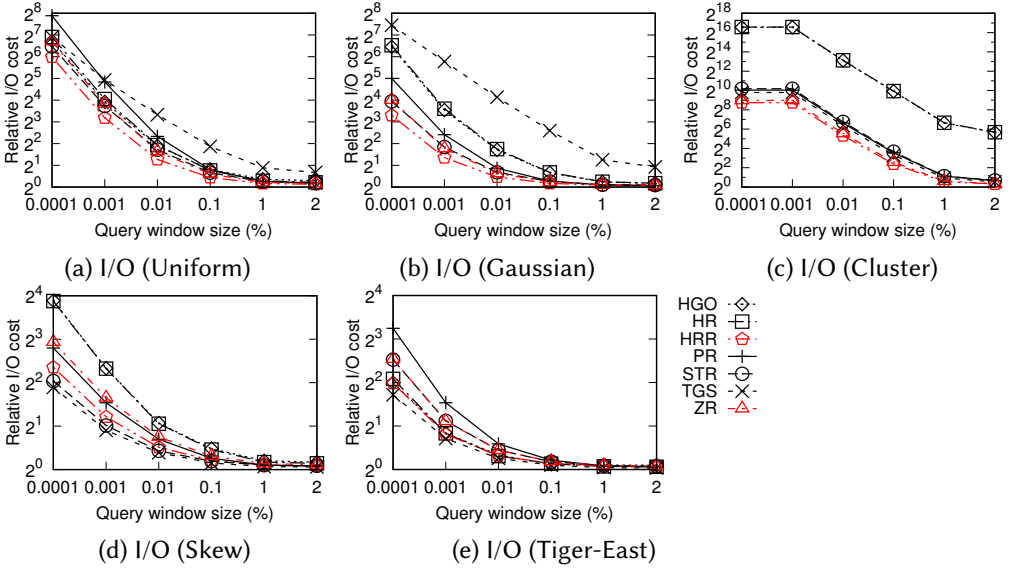 2^8
2^7
2^6
2^5
2^4
2^3
2^2
2^1
2^0
Relative I/O cost
0.0001 0.001 0.01 0.1 1 2
Query window size (%)
(a) I/O (Uniform)
2^8
2^7
2^6
2^5
2^4
2^3
2^2
2^1
2^0
Relative I/O cost
0.0001 0.001 0.01 0.1 1 2
Query window size (%)
(b) I/O (Gaussian)
2^18
2^16
2^14
2^12
2^10
2^8
2^6
2^4
2^2
2^0
Relative I/O cost
0.0001 0.001 0.01 0.1 1 2
Query window size (%)
(c) I/O (Cluster)
2^4
2^3
2^2
2^1
2^0
Relative I/O cost
0.0001 0.001 0.01 0.1 1 2
Query window size (%)
(d) I/O (Skew)
2^4
2^3
2^2
2^1
2^0
Relative I/O cost
0.0001 0.001 0.01 0.1 1 2
Query window size (%)
(e) I/O (Tiger-East)
HGO
HR
HRR
PR
STR
TGS
ZR